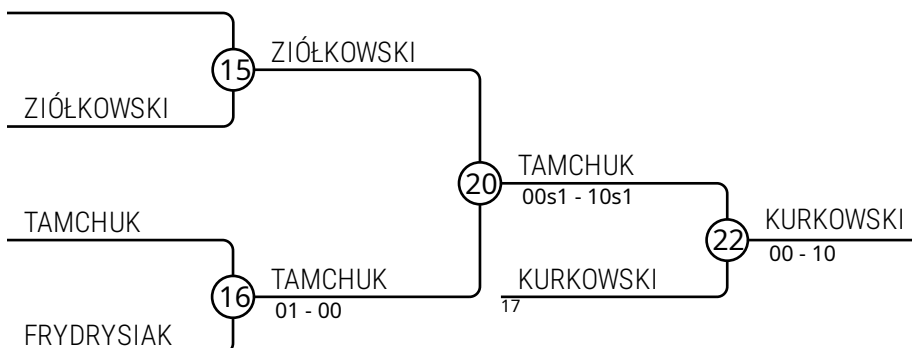 ZIÓŁKOWSKI
15
ZIÓŁKOWSKI
TAMCHUK
20
00s1 - 10s1
TAMCHUK
KURKOWSKI
22
00 - 10
TAMCHUK
KURKOWSKI
16
01 - 00
17
FRYDRYSIAK